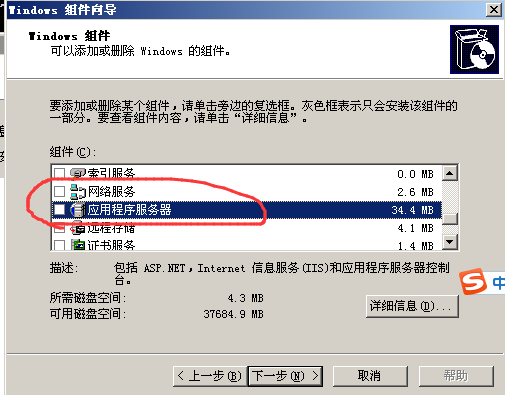 Windows 组件向导
Windows 组件
可以添加或删除 Windows 的组件。
要添加或删除某个组件，请单击旁边的复选框。灰色框表示只会安装该组件的
一部分。要查看组件内容，请单击“详细信息”。
组件(C):
索引服务 0.0 MB
网络服务 2.6 MB
应用程序服务器 34.4 MB
远程存储 4.1 MB
证书服务 1.4 MB
描述: 包括 ASP.NET，Internet 信息服务(IIS)和应用程序服务器控制
台。
所需磁盘空间: 4.3 MB
可用磁盘空间: 37684.9 MB
详细信息(D)...
S 中
< 上一步(B) 下一步(N) > 取消 帮助